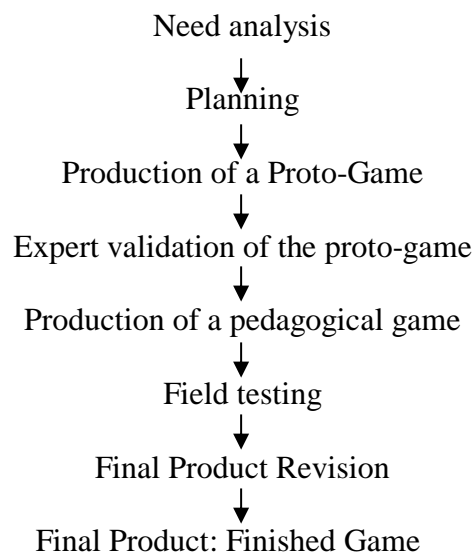 Need analysis
Planning
Production of a Proto-Game
Expert validation of the proto-game
Production of a pedagogical game
Field testing
Final Product Revision
Final Product: Finished Game